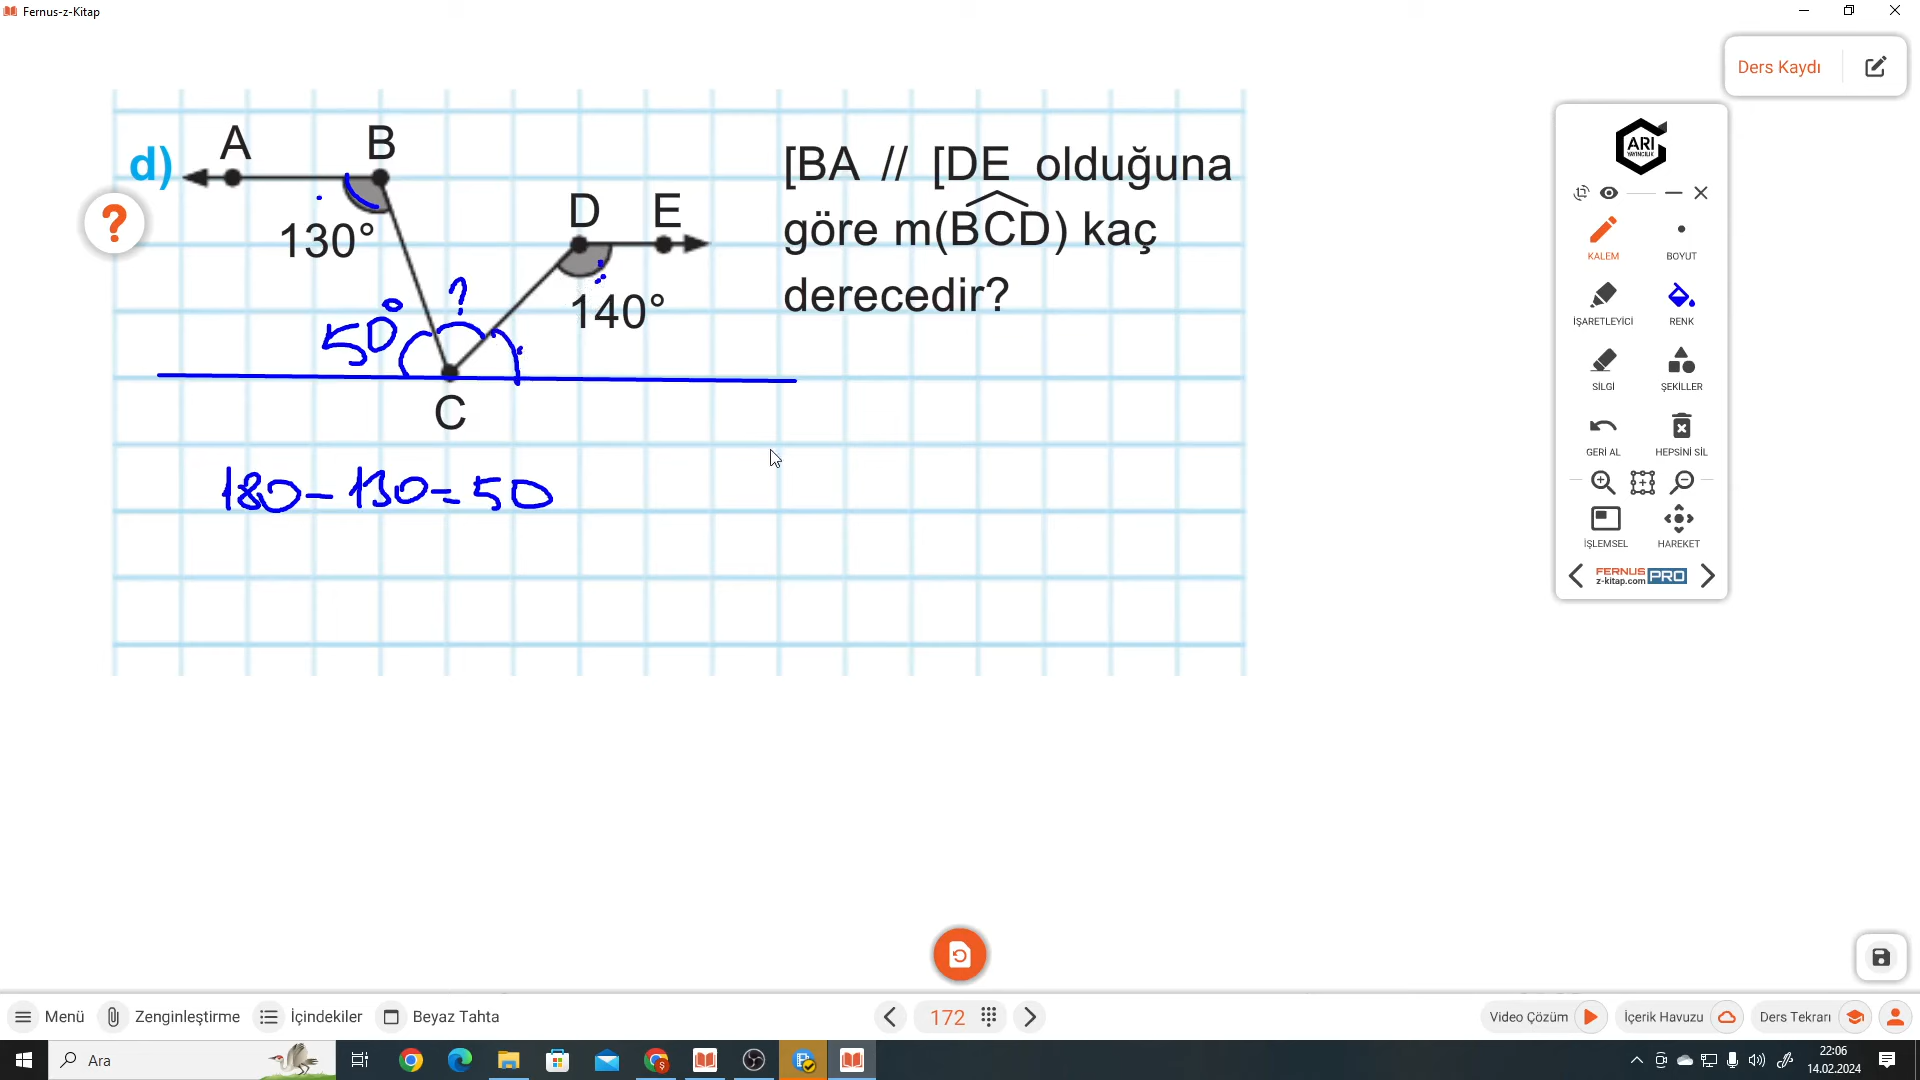 Fernus-z-Kitap
Ders Kaydı
d)
A
B
130°
D
E
140°
50°
?
C
[BA // [DE olduğuna
göre m(BCD) kaç
derecedir?
180 - 130 = 50
?
ARI
YAYINCILIK
KALEM
BOYUT
İŞARETLEYİCİ
RENK
SİLGİ
ŞEKİLLER
GERİ AL
HEPSİNİ SİL
İŞLEMSEL
HAREKET
FERNUS
z-kitap.com
PRO
Menü
Zenginleştirme
İçindekiler
Beyaz Tahta
172
Video Çözüm
İçerik Havuzu
Ders Tekrarı
Ara
22:06
14.02.2024